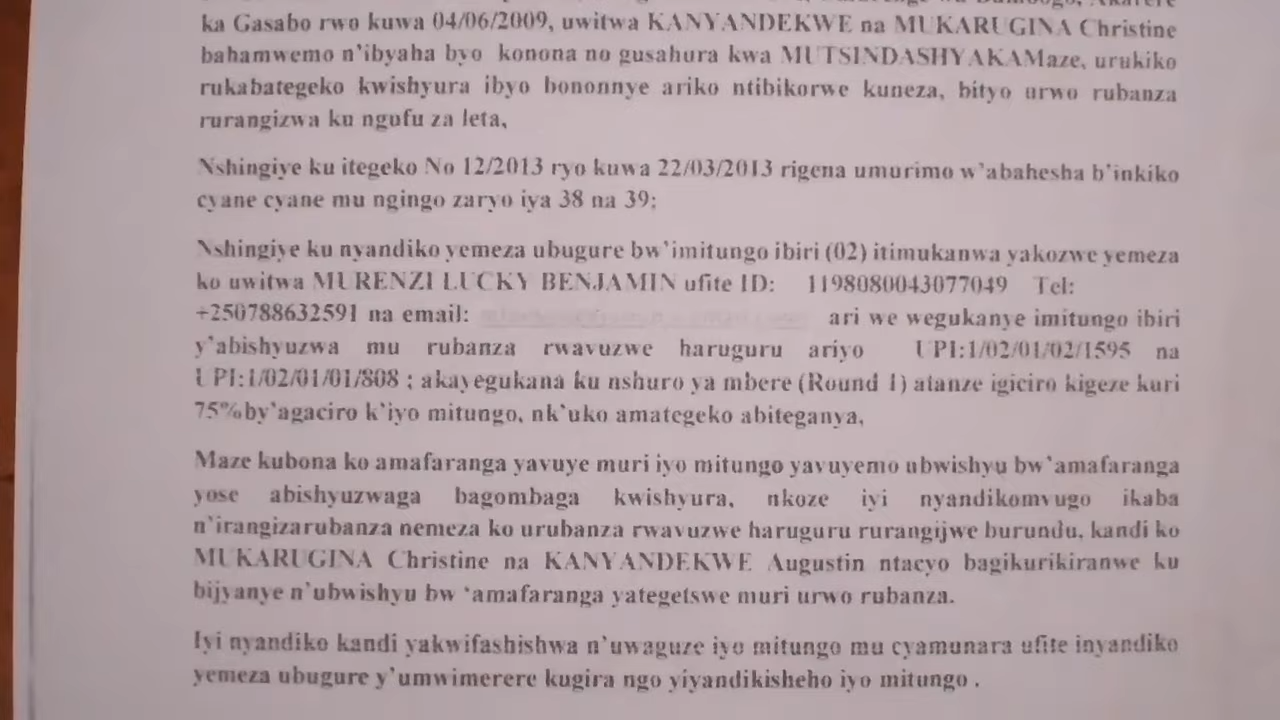 ka Gasabo rwo kuwa 04/06/2009, uwitwa KANYANDEKWE na MUKARUGINA Christine
bahamwemo n'ibyaha byo konona no gusahura kwa MUTSINDASHYAKAMaze, urukiko
rukabategeko kwishyura ibyo bononnye ariko ntibikorwe kuneza, bityo urwo rubanza
rurangizwa ku ngufu za leta,
Nshingiye ku itegeko No 12/2013 ryo kuwa 22/03/2013 rigena umurimo w'abahesha b'inkiko
cyane cyane mu ngingo zaryo iya 38 na 39;
Nshingiye ku nyandiko yemeza ubugure bw'imitungo ibiri (02) itimukanwa yakozwe yemeza
ko uwitwa MURENZI LUCKY BENJAMIN ufite ID: 1198080043077049 Tel:
+250788632591 na email: ari we wegukanye imitungo ibiri
y'abishyuzwa mu rubanza rwavuzwe haruguru ariyo UPI:1/02/01/02/1595 na
UPI:1/02/01/01/808 ; akayegukana ku nshuro ya mbere (Round 1) atanze igiciro kigeze kuri
75%by'agaciro k'iyo mitungo, nk'uko amategeko abiteganya,
Maze kubona ko amafaranga yavuye muri iyo mitungo yavuyemo ubwishyu bw'amafaranga
yose abishyuzwaga bagombaga kwishyura, nkoze iyi nyandikomvugo ikaba
n'irangizarubanza nemeza ko urubanza rwavuzwe haruguru rurangijwe burundu, kandi ko
MUKARUGINA Christine na KANYANDEKWE Augustin ntacyo bagikurikiranwe ku
bijyanye n'ubwishyu bw 'amafaranga yategetswe muri urwo rubanza.
Iyi nyandiko kandi yakwifashishwa n'uwaguze iyo mitungo mu cyamunara ufite inyandiko
yemeza ubugure y'umwimerere kugira ngo yiyandikisheho iyo mitungo .